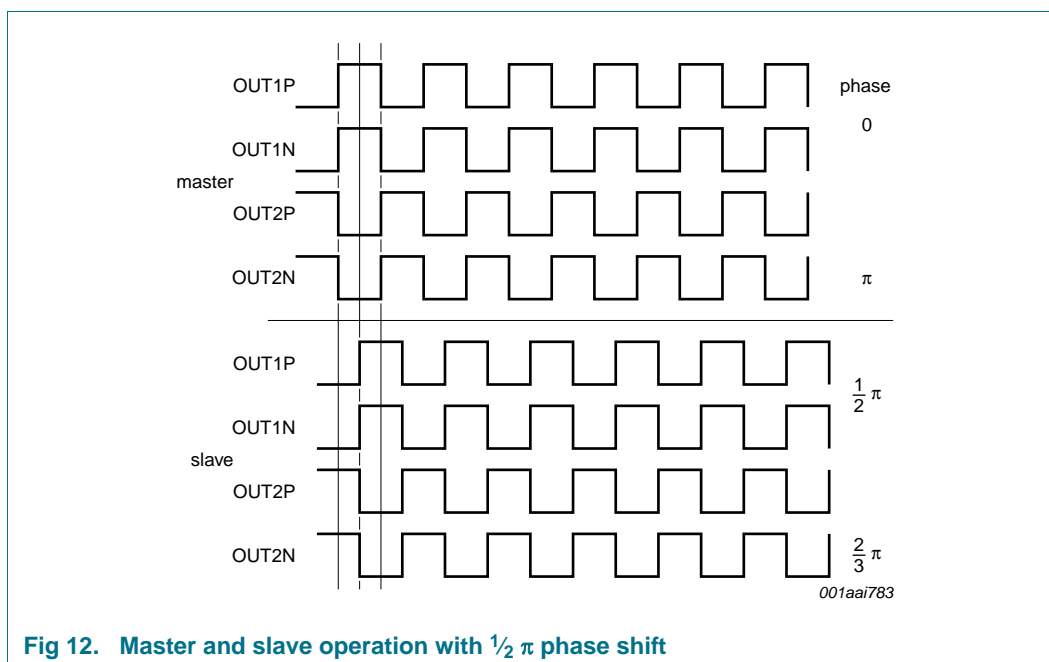 OUT1P
phase
0
OUT1N
master
OUT2P
OUT2N
π
OUT1P
1/2 π
OUT1N
slave
OUT2P
OUT2N
2/3 π
001aai783
Fig 12. Master and slave operation with 1/2 π phase shift